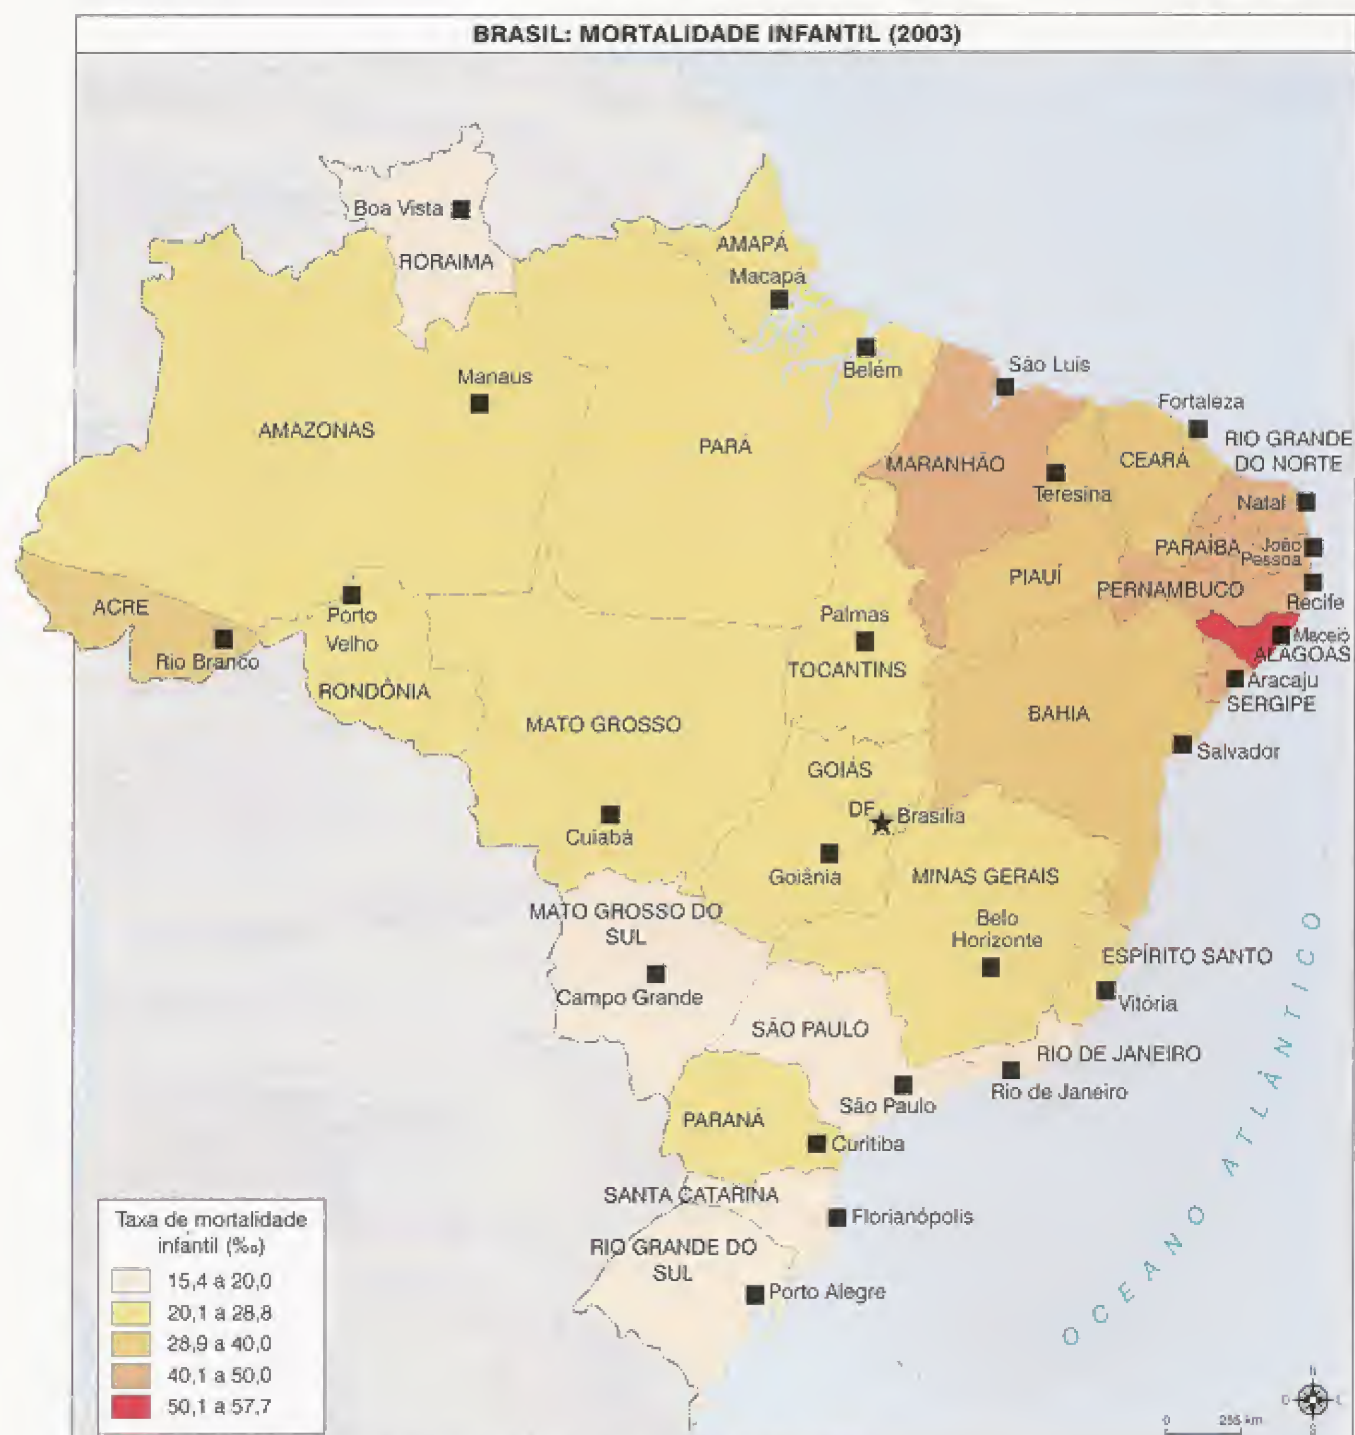 BRASIL: MORTALIDADE INFANTIL (2003)
Boa Vista
RORAIMA
AMAPÁ
Macapá
Belém
São Luís
Manaus
Fortaleza
AMAZONAS
PARÁ
RIO GRANDE
DO NORTE
MARANHÃO
CEARÁ
Teresina
Natal
PARAÍBA
João
Pessoa
PIAUÍ
PERNAMBUCO
Recife
ACRE
Porto
Velho
Palmas
Maceió
ALAGOAS
Rio Branco
TOCANTINS
Aracaju
SERGIPE
RONDÔNIA
MATO GROSSO
BAHIA
Salvador
GOIÁS
DF
Brasília
Cuiabá
Goiânia
MINAS GERAIS
MATO GROSSO DO
SUL
Belo
Horizonte
ESPÍRITO SANTO
Campo Grande
Vitória
SÃO PAULO
RIO DE JANEIRO
Rio de Janeiro
São Paulo
PARANÁ
Curitiba
SANTA CATARINA
Florianópolis
RIO GRANDE DO
SUL
Porto Alegre
OCEANO ATLÂNTICO
Taxa de mortalidade
infantil (‰)
15,4 a 20,0
20,1 a 28,8
28,9 a 40,0
40,1 a 50,0
50,1 a 57,7
N
O
L
S
0